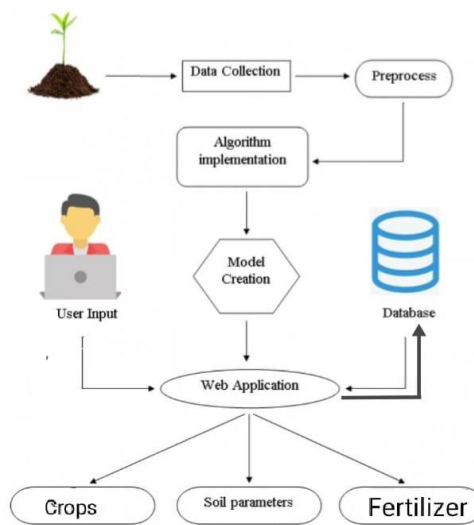 Data Collection
Preprocess
Algorithm
implementation
Model
Creation
User Input
Database
Web Application
Crops
Soil parameters
Fertilizer